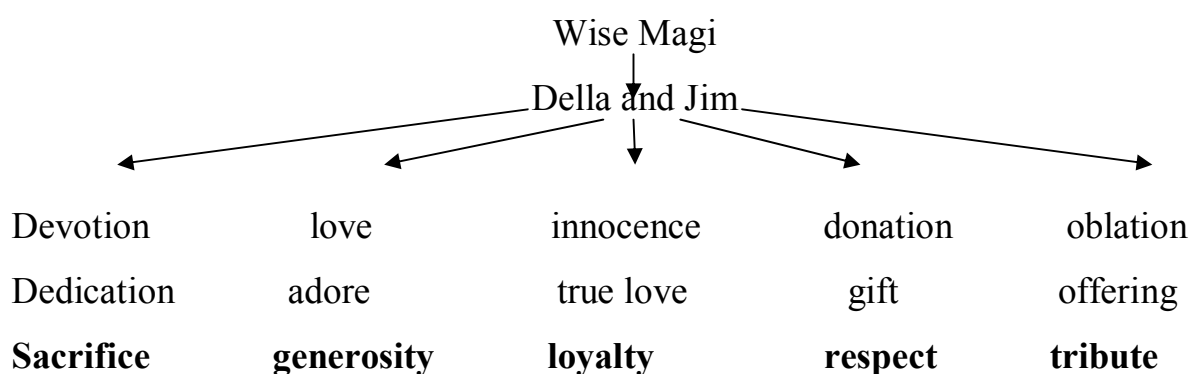 Wise Magi
Della and Jim
Devotion love innocence donation oblation
Dedication adore true love gift offering
Sacrifice generosity loyalty respect tribute